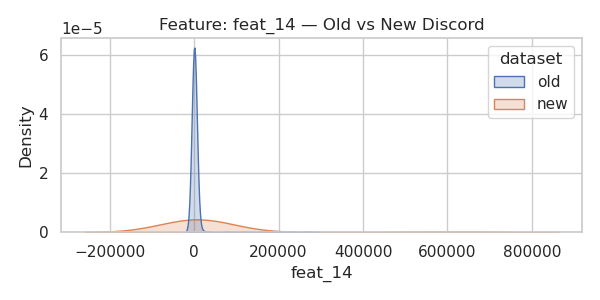 Feature: feat_14 — Old vs New Discord
1e−5
6
4
2
0
Density
dataset
old
new
−200000 0 200000 400000 600000 800000
feat_14